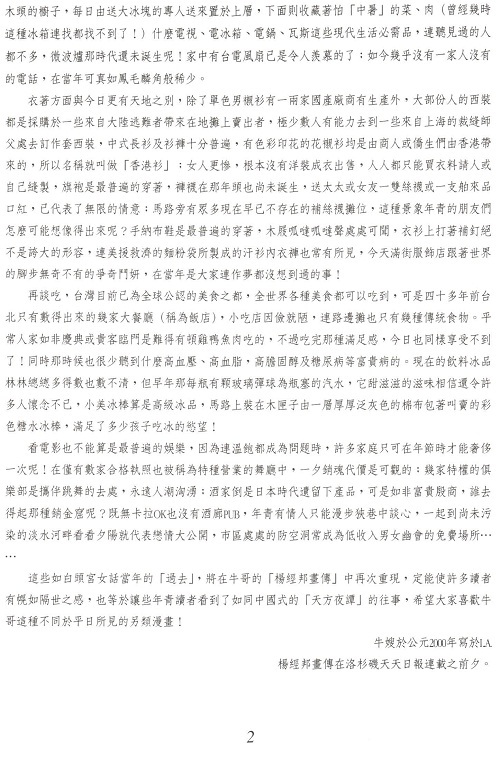 木頭的櫥子，每日由送大冰塊的專人送來置於上層，下面則收藏著怕「中暑」的菜、肉（曾經幾時
這種冰箱連找都找不到了！）什麼電視、電冰箱、電鍋、瓦斯這些現代生活必需品，連聽見過的人
都不多，微波爐那時代還未誕生呢！家中有台電風扇已是令人羨慕的了；如今幾乎沒有一家人沒有
的電話，在當年可真如鳳毛麟角般稀少。
衣著方面與今日更有天地之別，除了單色男襯衫有一兩家國產廠商有生產外，大部份人的西裝
都是採購於一些來自大陸逃難者帶來在地攤上賣出者，極少數人有能力去到一些來自上海的裁縫師
父處去訂作套西裝，中式長衫及衫褲十分普遍，有色彩印花的花襯衫均是由商人或僑生們由香港帶
來的，所以名稱就叫做「香港衫」；女人更慘，根本沒有洋裝成衣出售，人人都只能買衣料請人或
自己縫製，旗袍是最普遍的穿著，褲襪在那年頭也尚未誕生，送太太或女友一雙絲襪或一支舶來品
口紅，已代表了無限的情意；馬路旁有眾多現在早已不存在的補絲襪攤位，這種景象年青的朋友們
怎麼可能想像得出來呢？手納布鞋是最普遍的穿著，木屐呱噠呱噠聲處處可聞，衣衫上打著補釘絕
不是誇大的形容，連美援救濟的麵粉袋所製成的汗衫內衣褲也常有所見，今天滿街服飾店跟著世界
的腳步無奇不有的爭奇鬥妍，在當年是大家連作夢都沒想到過的事！
再談吃，台灣目前已為全球公認的美食之都，全世界各種美食都可以吃到，可是四十多年前台
北只有數得出來的幾家大餐廳（稱為飯店），小吃店因儉就陋，連路邊攤也只有幾種傳統食物。平
常人家如非慶典或貴客臨門是難得有頓雞鴨魚肉吃的，不過吃完那種滿足感，今日也同樣享受不到
了！同時那時候也很少聽到什麼高血壓、高血脂，高膽固醇及糖尿病等富貴病的。現在的飲料冰品
林林總總多得數也數不清，但早年那每瓶有顆玻璃彈球為瓶塞的汽水，它甜滋滋的滋味相信還令許
多人懷念不已，小美冰棒算是高級冰品，馬路上裝在木匣子由一層厚厚泛灰色的棉布包著叫賣的彩
色糖水冰棒，滿足了多少孩子吃冰的慾望！
看電影也不能算是最普遍的娛樂，因為連溫飽都成為問題時，許多家庭只可在年節時才能奢侈
一次呢！在僅有數家合格執照也被稱為特種營業的舞廳中，一夕銷魂代價是可觀的；幾家特權的俱
樂部是攜伴跳舞的去處，永遠人潮洶湧；酒家倒是日本時代遺留下產品，可是如非富貴殷商，誰去
得起那種銷金窟呢？既無卡拉OK也沒有酒廊PUB，年青有情人只能漫步狹巷中談心，一起到尚未污
染的淡水河畔看看夕陽就代表戀情大公開，市區處處的防空洞常成為低收入男女幽會的免費場所…
…
這些如白頭宮女話當年的「過去」，將在牛哥的「楊經邦畫傳」中再次重現，定能使許多讀者
有恍如隔世之感，也等於讓些年青讀者看到了如同中國式的「天方夜譚」的往事，希望大家喜歡牛
哥這種不同於平日所見的另類漫畫！
牛嫂於公元2000年寫於LA
楊經邦畫傳在洛杉磯天天日報連載之前夕。
2